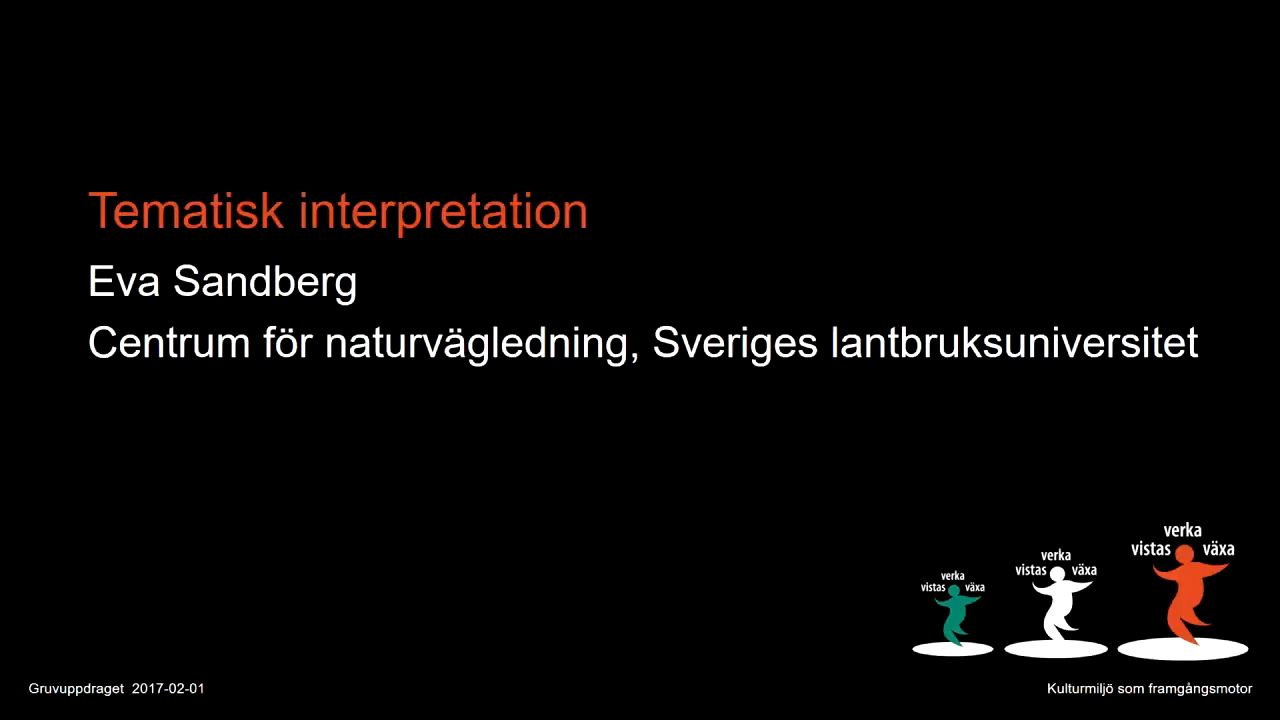 Tematisk interpretation
Eva Sandberg
Centrum för naturvägledning, Sveriges lantbruksuniversitet
verka
vistas växa
verka
vistas växa
verka
vistas växa
Gruvuppdraget 2017-02-01
Kulturmiljö som framgångsmotor